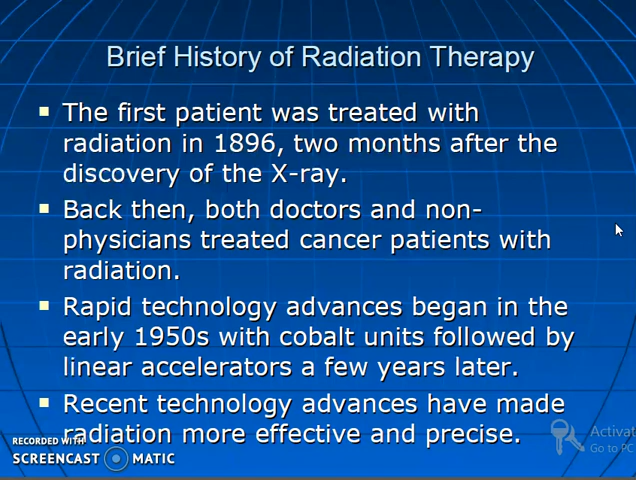 Brief History of Radiation Therapy
The first patient was treated with
radiation in 1896, two months after the
discovery of the X-ray.
Back then, both doctors and non-
physicians treated cancer patients with
radiation.
Rapid technology advances began in the
early 1950s with cobalt units followed by
linear accelerators a few years later.
Recent technology advances have made
radiation more effective and precise.
RECORDED WITH
SCREENCAST MATIC
Activat
Go to PC